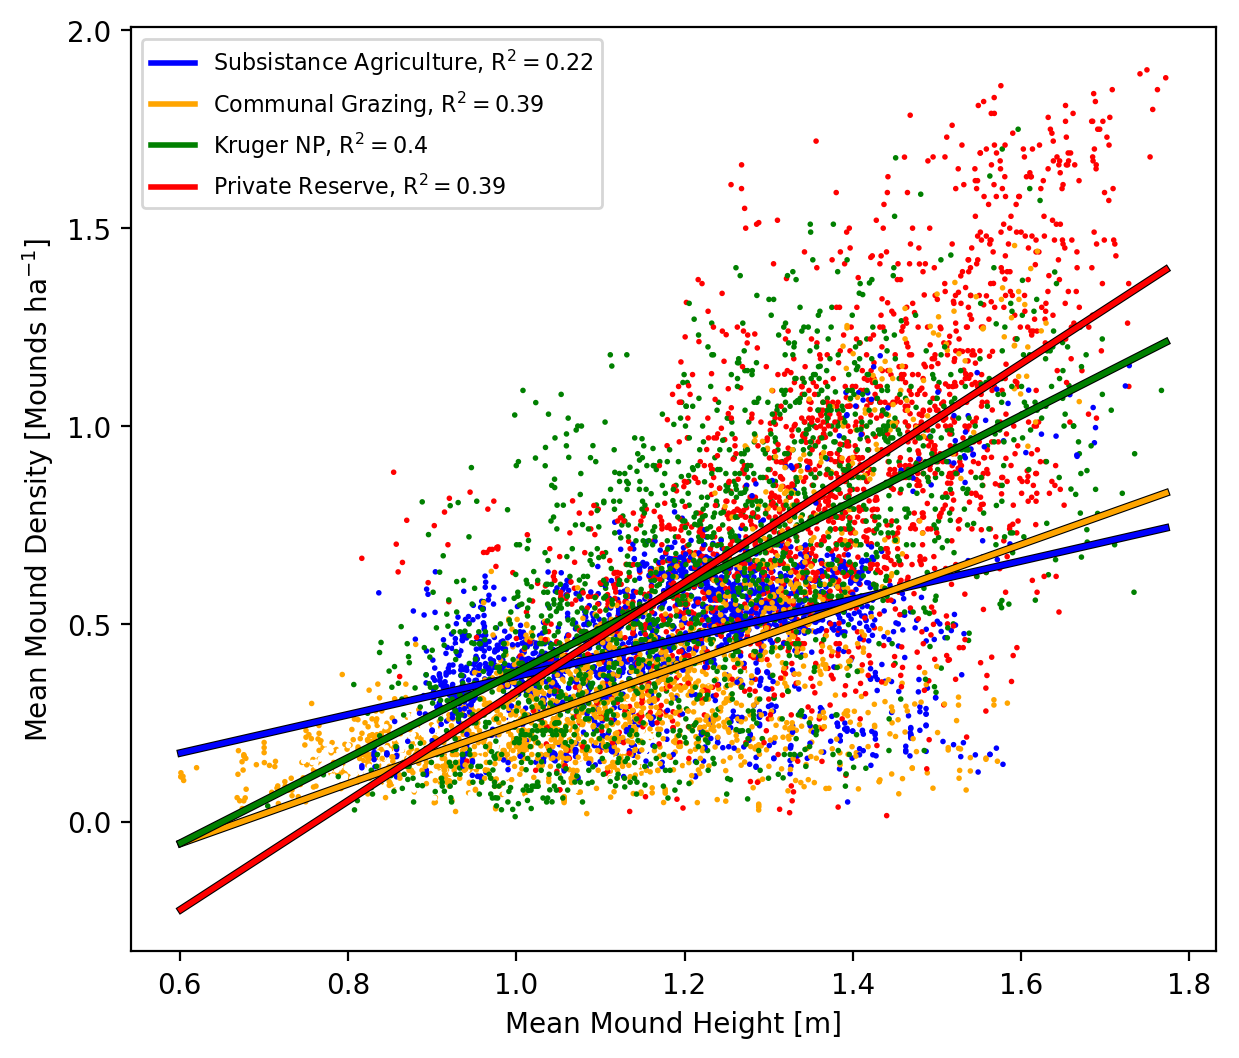 Subsistance Agriculture, R² = 0.22
Communal Grazing, R² = 0.39
Kruger NP, R² = 0.4
Private Reserve, R² = 0.39
Mean Mound Density [Mounds ha⁻¹]
2.0
1.5
1.0
0.5
0.0
0.6 0.8 1.0 1.2 1.4 1.6 1.8
Mean Mound Height [m]